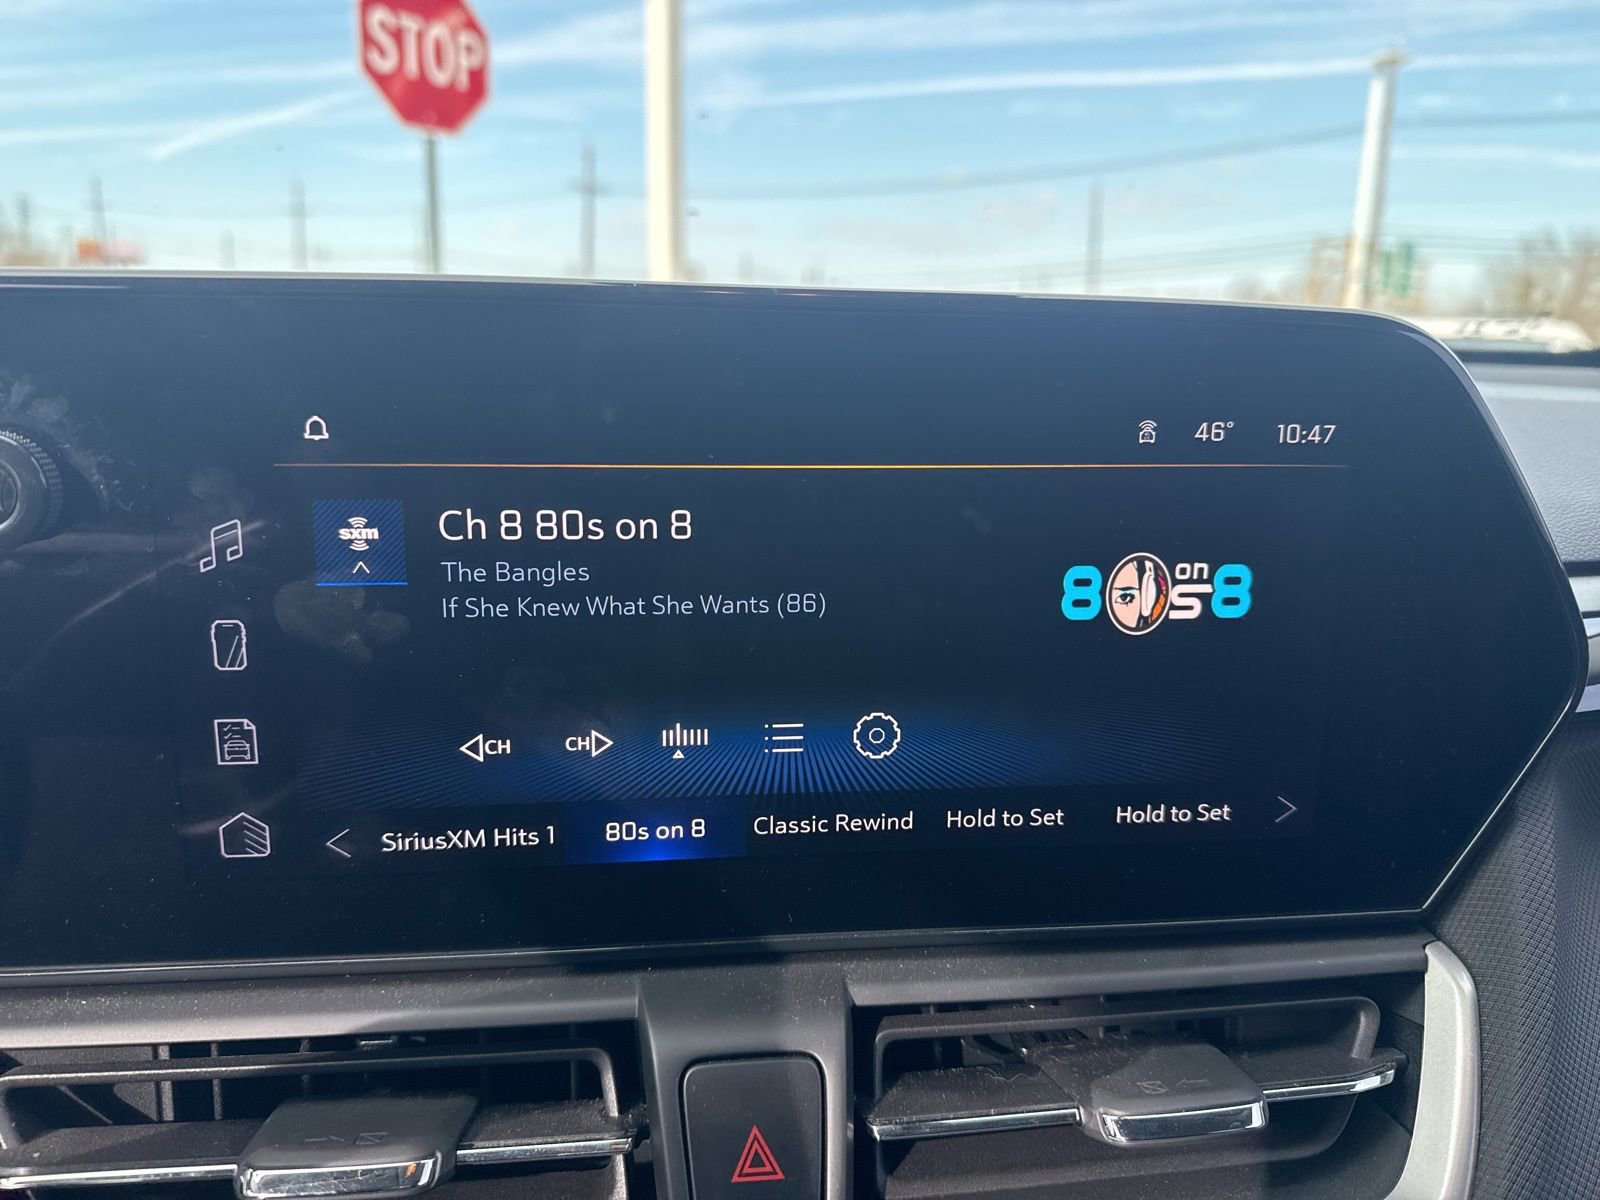 STOP
46° 10:47
sxm
Ch 8 80s on 8
The Bangles
If She Knew What She Wants (86)
80s on 8
◁CH CH▷
SiriusXM Hits 1 80s on 8 Classic Rewind Hold to Set Hold to Set